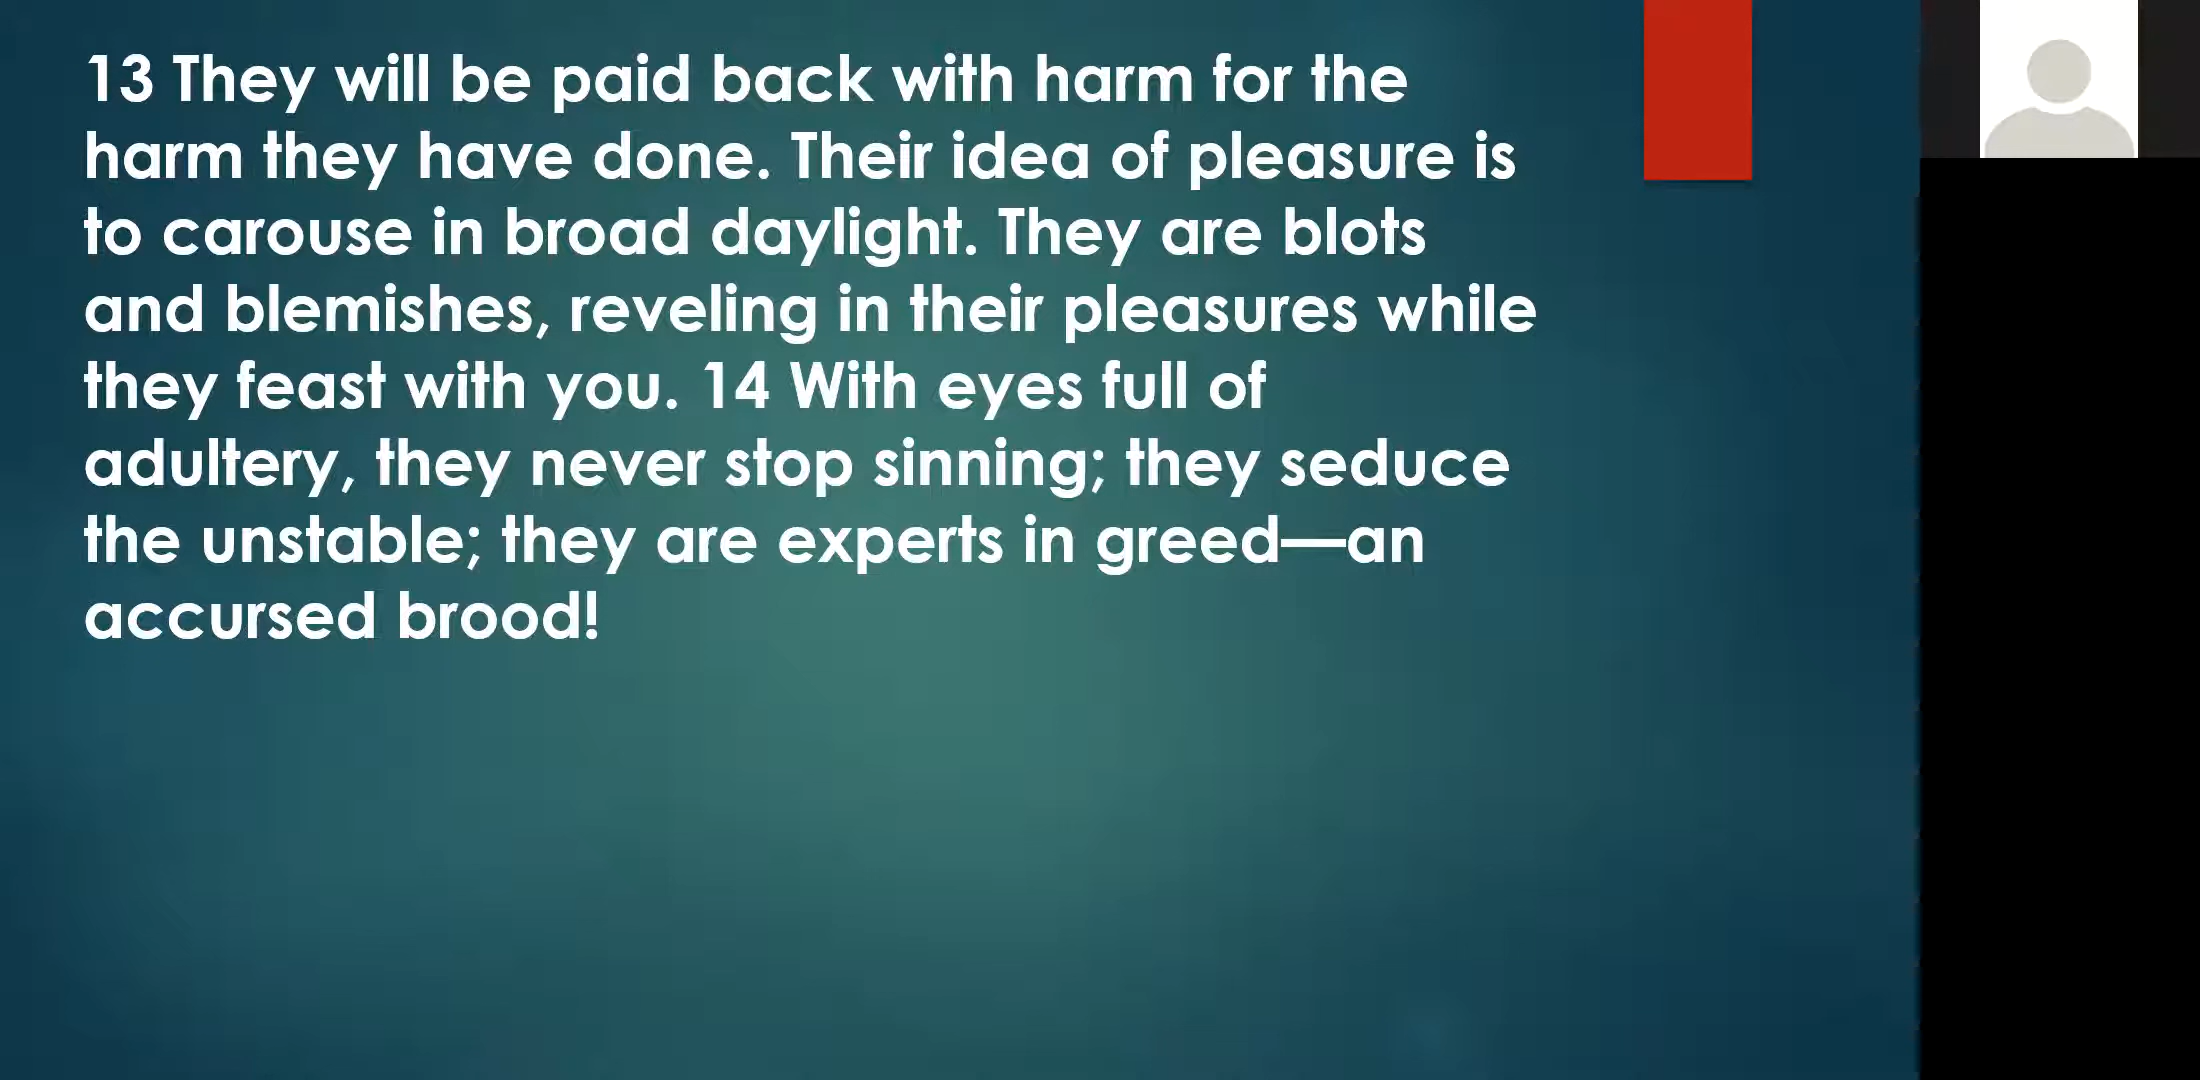 13 They will be paid back with harm for the
harm they have done. Their idea of pleasure is
to carouse in broad daylight. They are blots
and blemishes, reveling in their pleasures while
they feast with you. 14 With eyes full of
adultery, they never stop sinning; they seduce
the unstable; they are experts in greed—an
accursed brood!